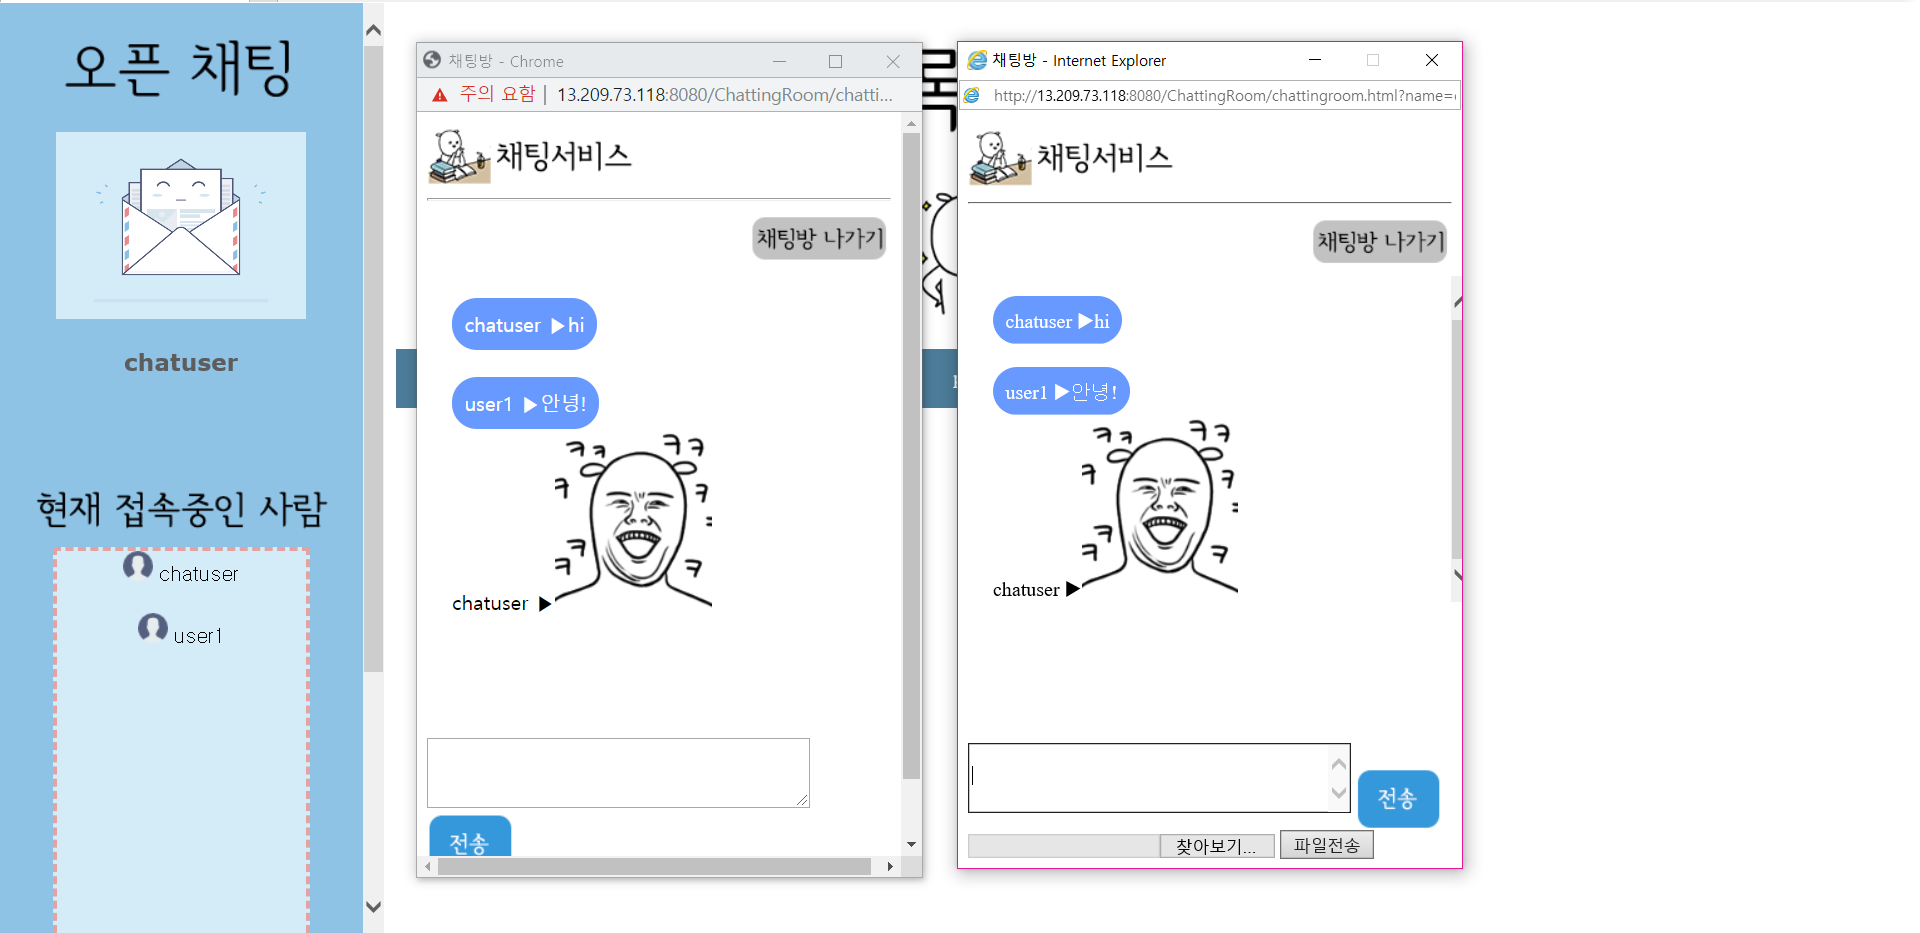 오픈 채팅
chatuser
현재 접속중인 사람
chatuser
user1
채팅방 - Chrome
주의 요함 | 13.209.73.118:8080/ChattingRoom/chatti...
채팅서비스
채팅방 나가기
chatuser ▶hi
user1 ▶안녕!
ㅋㅋ ㅋㅋ
ㅋ ㅋ
ㅋ
ㅋ ㅋ
chatuser ▶
전송
채팅방 - Internet Explorer
http://13.209.73.118:8080/ChattingRoom/chattingroom.html?name=
채팅서비스
채팅방 나가기
chatuser ▶hi
user1 ▶안녕!
ㅋㅋ ㅋㅋ
ㅋ ㅋ
ㅋ
ㅋ ㅋ
chatuser ▶
전송
찾아보기...
파일전송
록